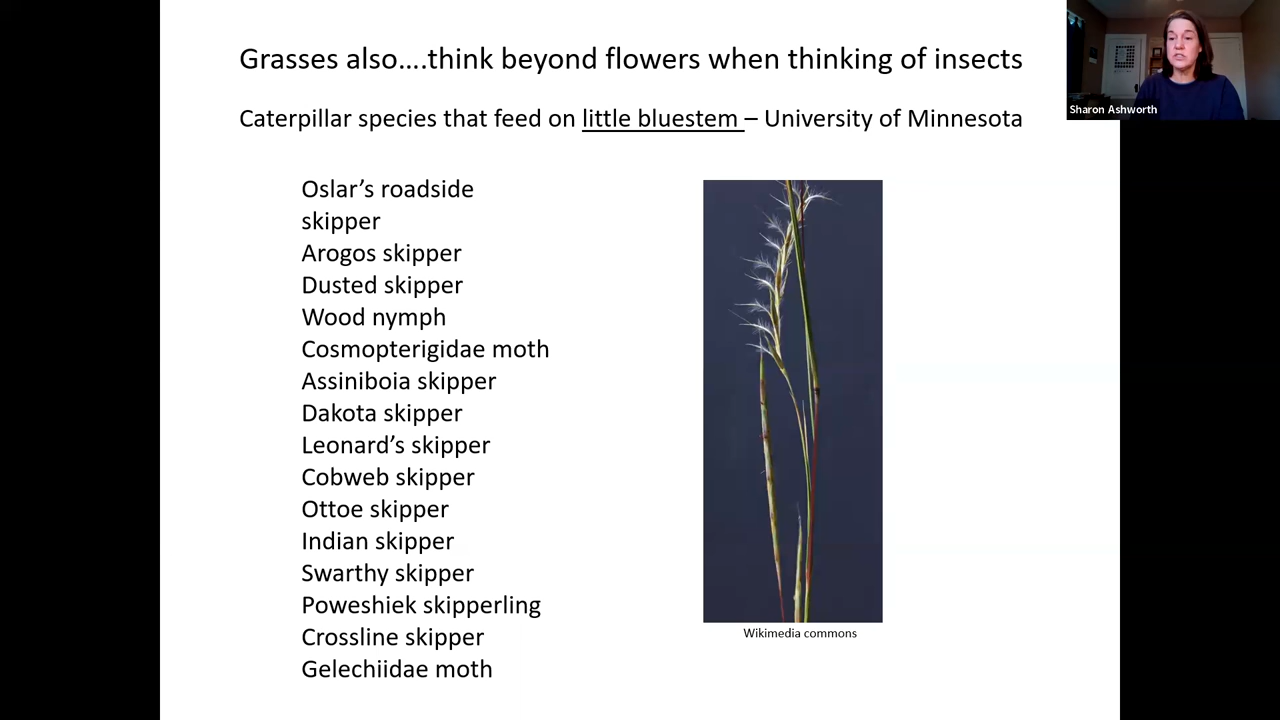 Grasses also....think beyond flowers when thinking of insects
Caterpillar species that feed on little bluestem – University of Minnesota
Oslar’s roadside
skipper
Arogos skipper
Dusted skipper
Wood nymph
Cosmopterigidae moth
Assiniboia skipper
Dakota skipper
Leonard’s skipper
Cobweb skipper
Ottoe skipper
Indian skipper
Swarthy skipper
Poweshiek skipperling
Crossline skipper
Gelechiidae moth
Wikimedia commons
Sharon Ashworth